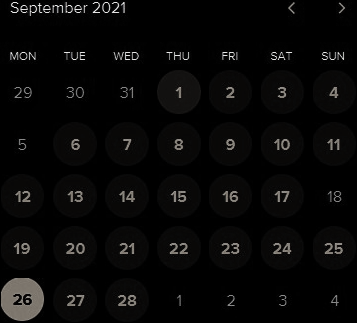 September 2021
MON TUE WED THU FRI SAT SUN
29 30 31 1 2 3 4
5 6 7 8 9 10 11
12 13 14 15 16 17 18
19 20 21 22 23 24 25
26 27 28 1 2 3 4